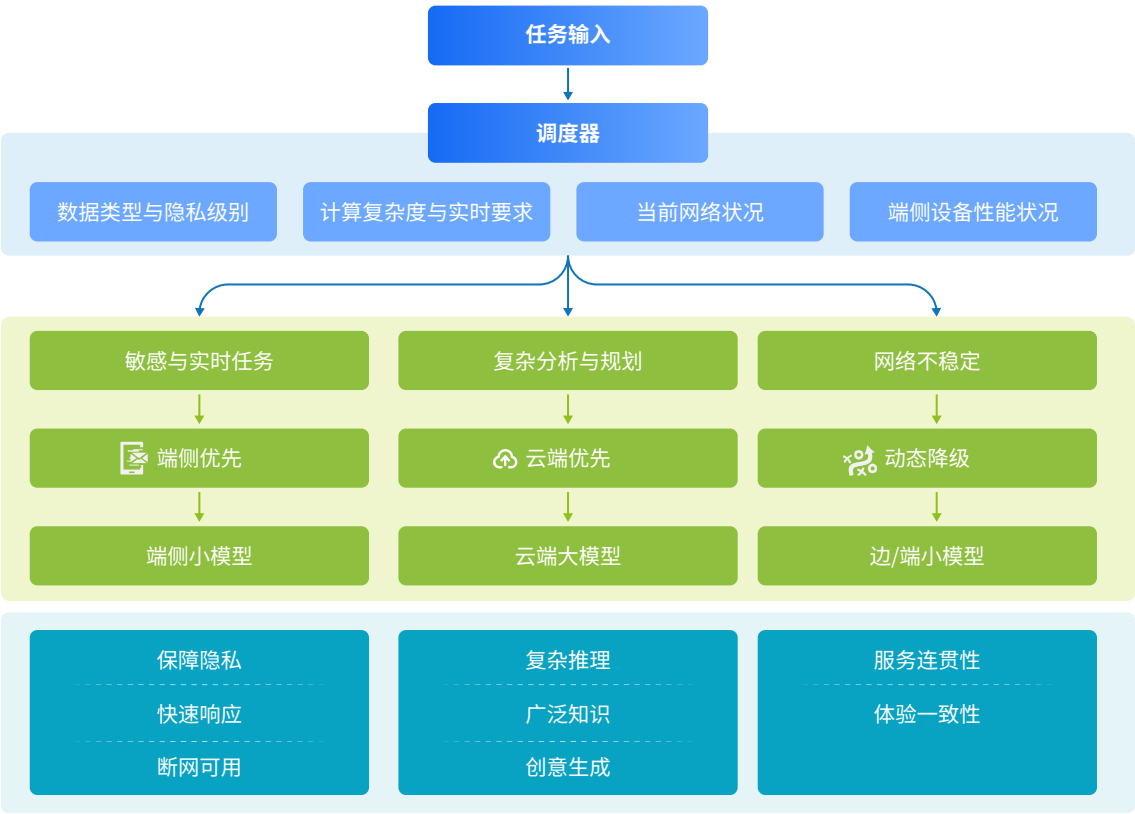 任务输入
调度器
数据类型与隐私级别
计算复杂度与实时要求
当前网络状况
端侧设备性能状况
敏感与实时任务
复杂分析与规划
网络不稳定
端侧优先
云端优先
动态降级
端侧小模型
云端大模型
边/端小模型
保障隐私
快速响应
断网可用
复杂推理
广泛知识
创意生成
服务连贯性
体验一致性